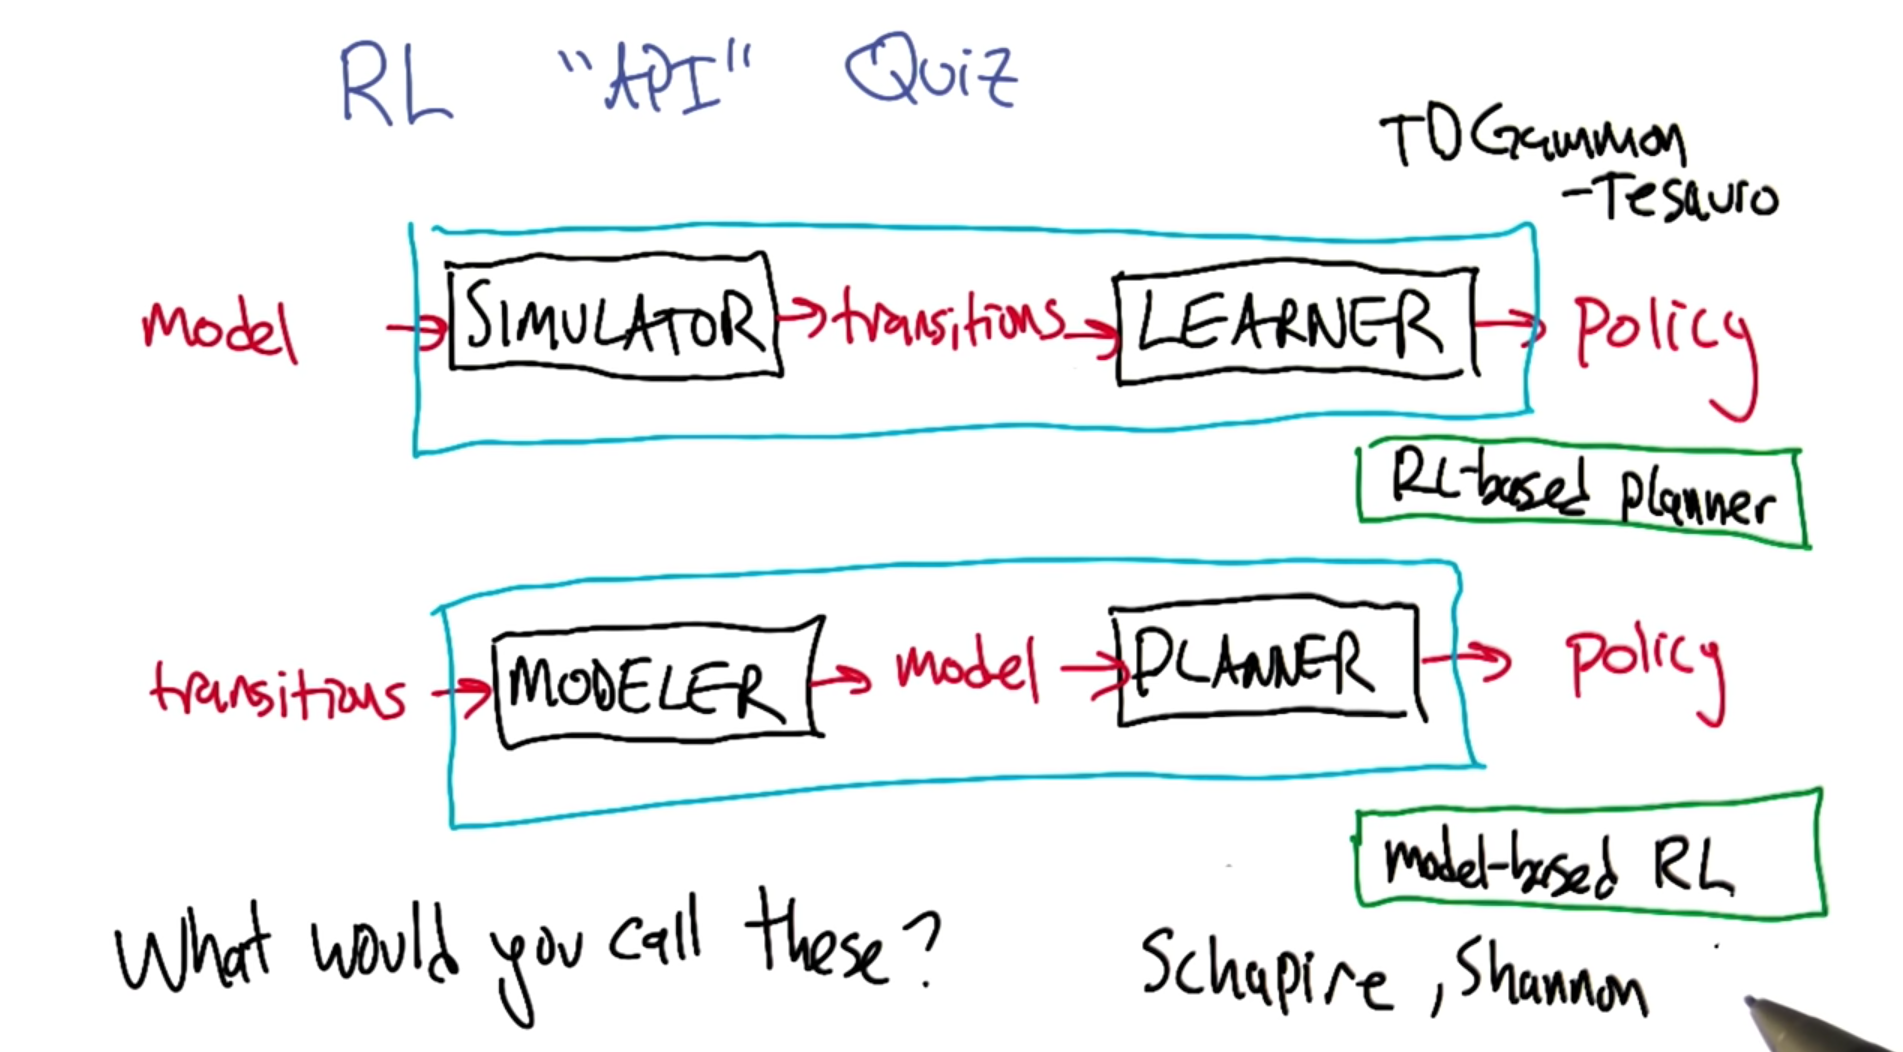 RL "API" Quiz
TDGammon
-Tesauro
model → SIMULATOR → transitions → LEARNER → policy
RL-based planner
transitions → MODELER → model → PLANNER → policy
model-based RL
What would you call these?
Schapire, Shannon